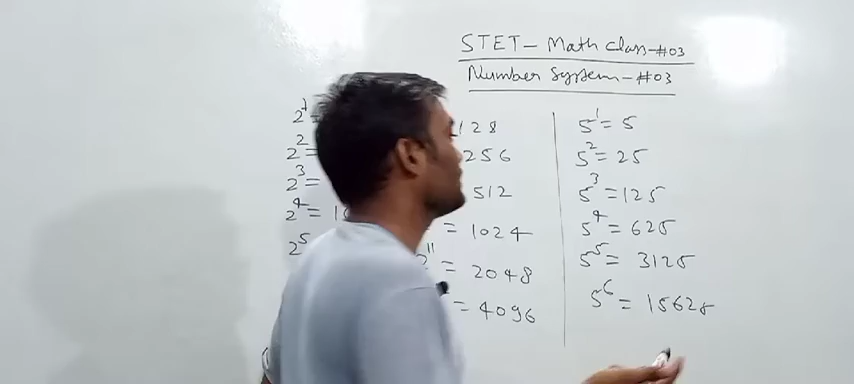 STET- Math Class-#03
Number System-#03
2¹
2² =
2³ =
2⁴ = 1
2⁵
128
256
512
= 1024
2¹¹ = 2048
= 4096
5¹ = 5
5² = 25
5³ = 125
5⁴ = 625
5⁵ = 3125
5⁶ = 15625